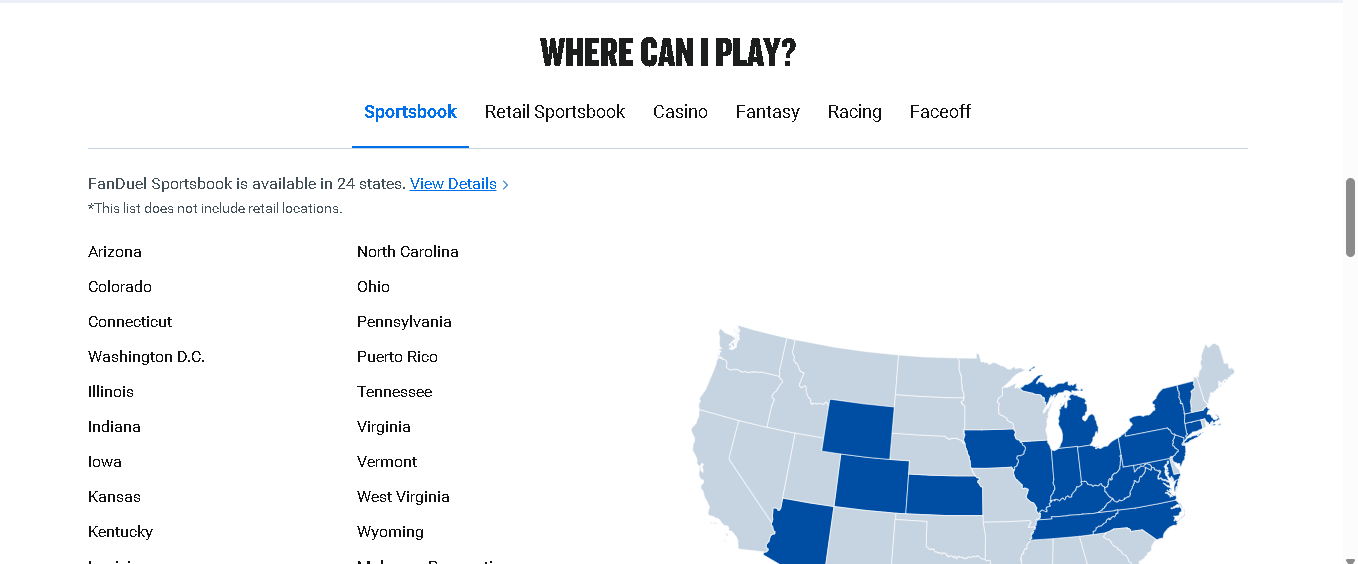 WHERE CAN I PLAY?
Sportsbook Retail Sportsbook Casino Fantasy Racing Faceoff
FanDuel Sportsbook is available in 24 states. View Details >
*This list does not include retail locations.
Arizona North Carolina
Colorado Ohio
Connecticut Pennsylvania
Washington D.C. Puerto Rico
Illinois Tennessee
Indiana Virginia
Iowa Vermont
Kansas West Virginia
Kentucky Wyoming